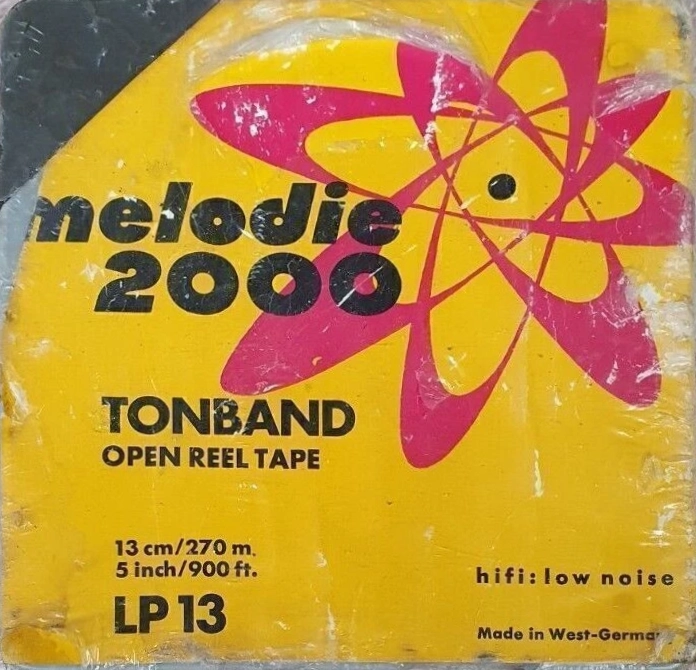 melodie
2000
TONBAND
OPEN REEL TAPE
13 cm/270 m.
5 inch/900 ft.
LP 13
hifi: low noise
Made in West-German